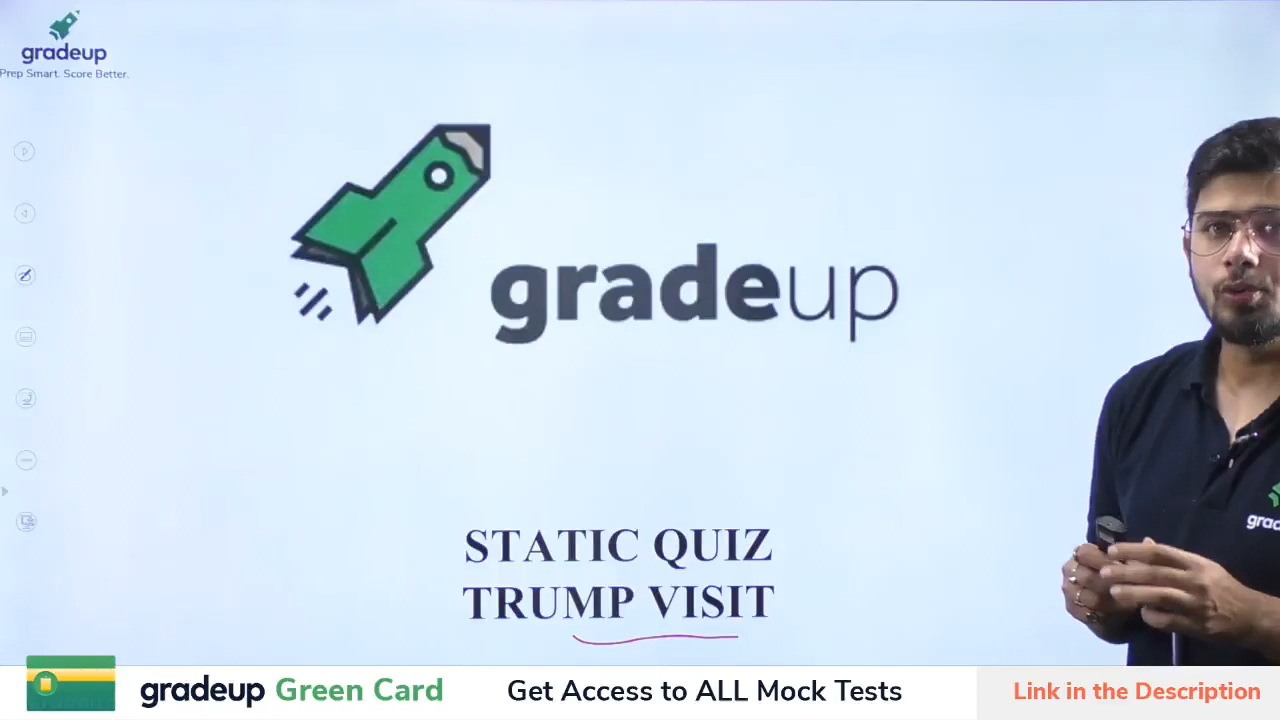 gradeup
Prep Smart. Score Better.
gradeup
STATIC QUIZ
TRUMP VISIT
grad
gradeup Green Card
Get Access to ALL Mock Tests
Link in the Description